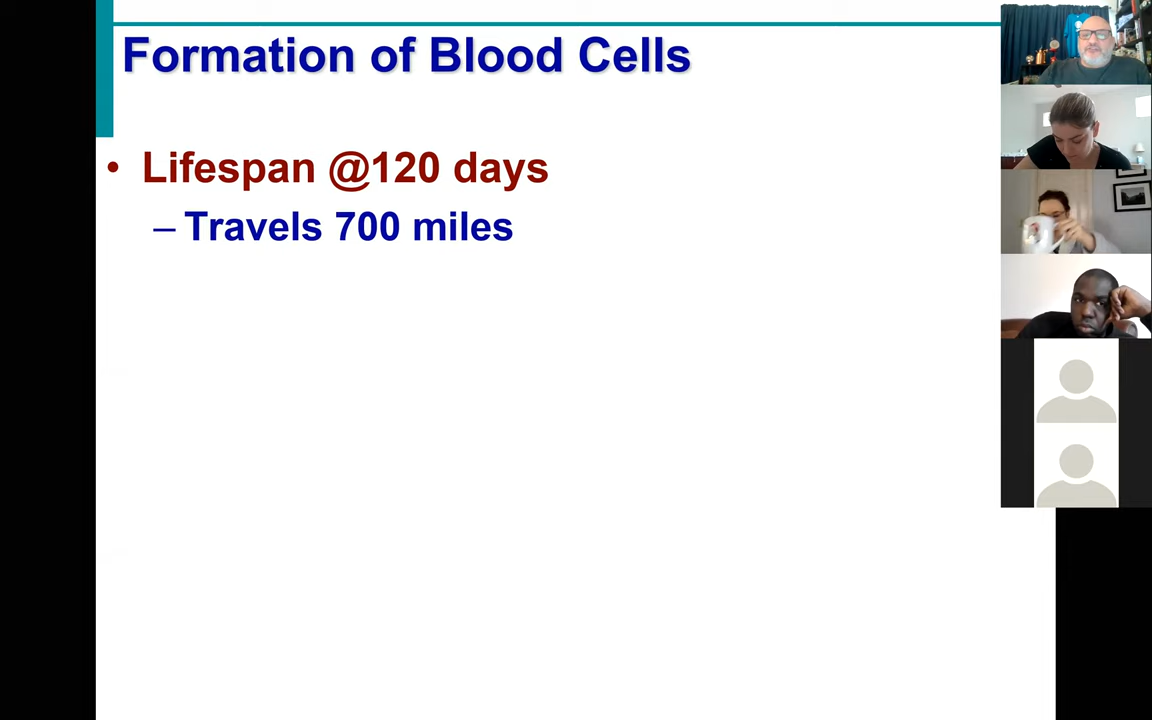 Formation of Blood Cells
• Lifespan @120 days
– Travels 700 miles